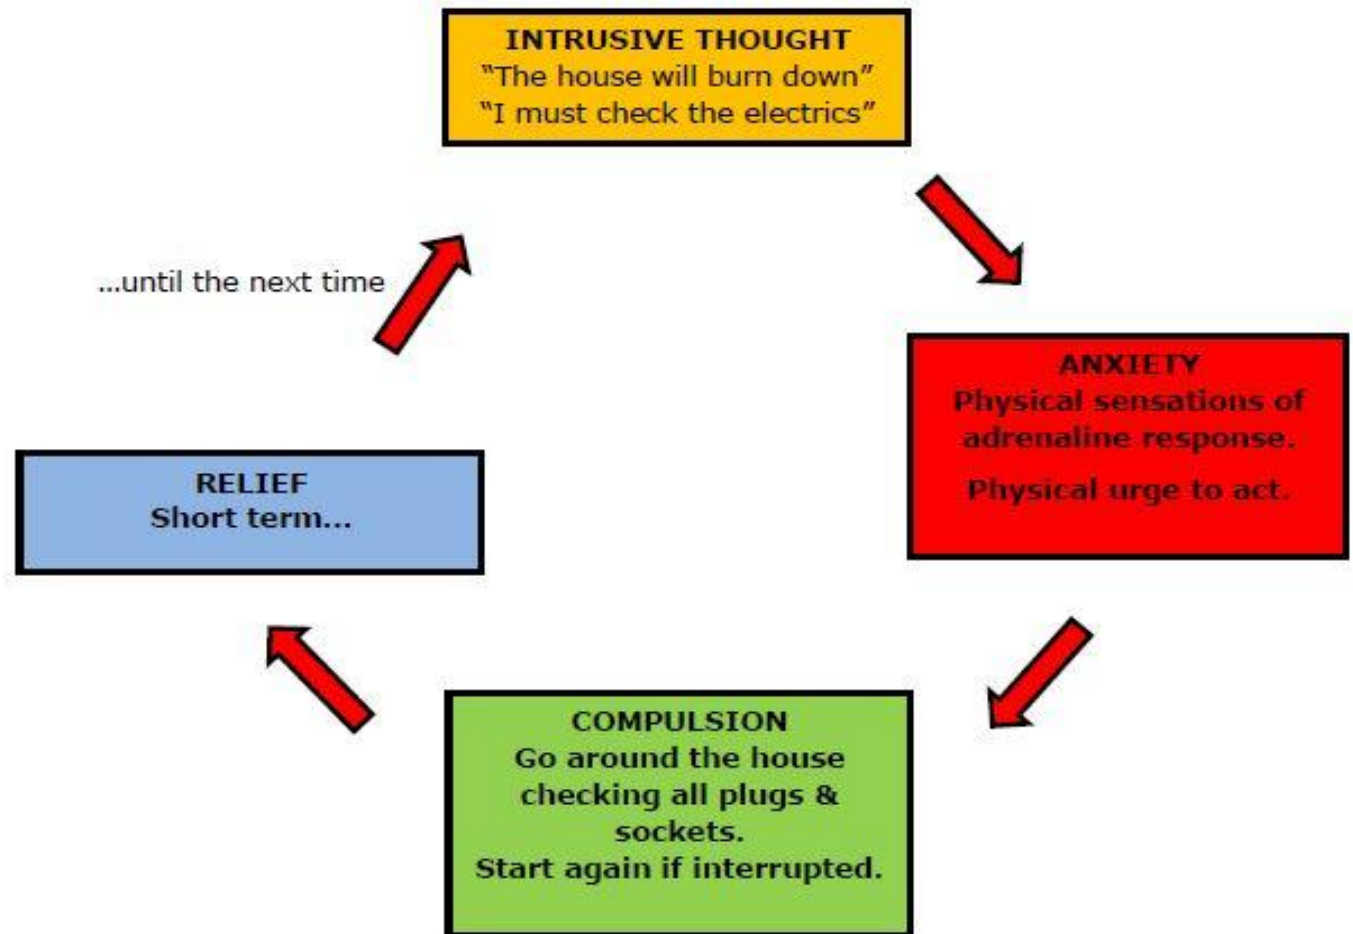 INTRUSIVE THOUGHT
“The house will burn down”
“I must check the electrics”
ANXIETY
Physical sensations of
adrenaline response.
Physical urge to act.
COMPULSION
Go around the house
checking all plugs &
sockets.
Start again if interrupted.
RELIEF
Short term...
...until the next time